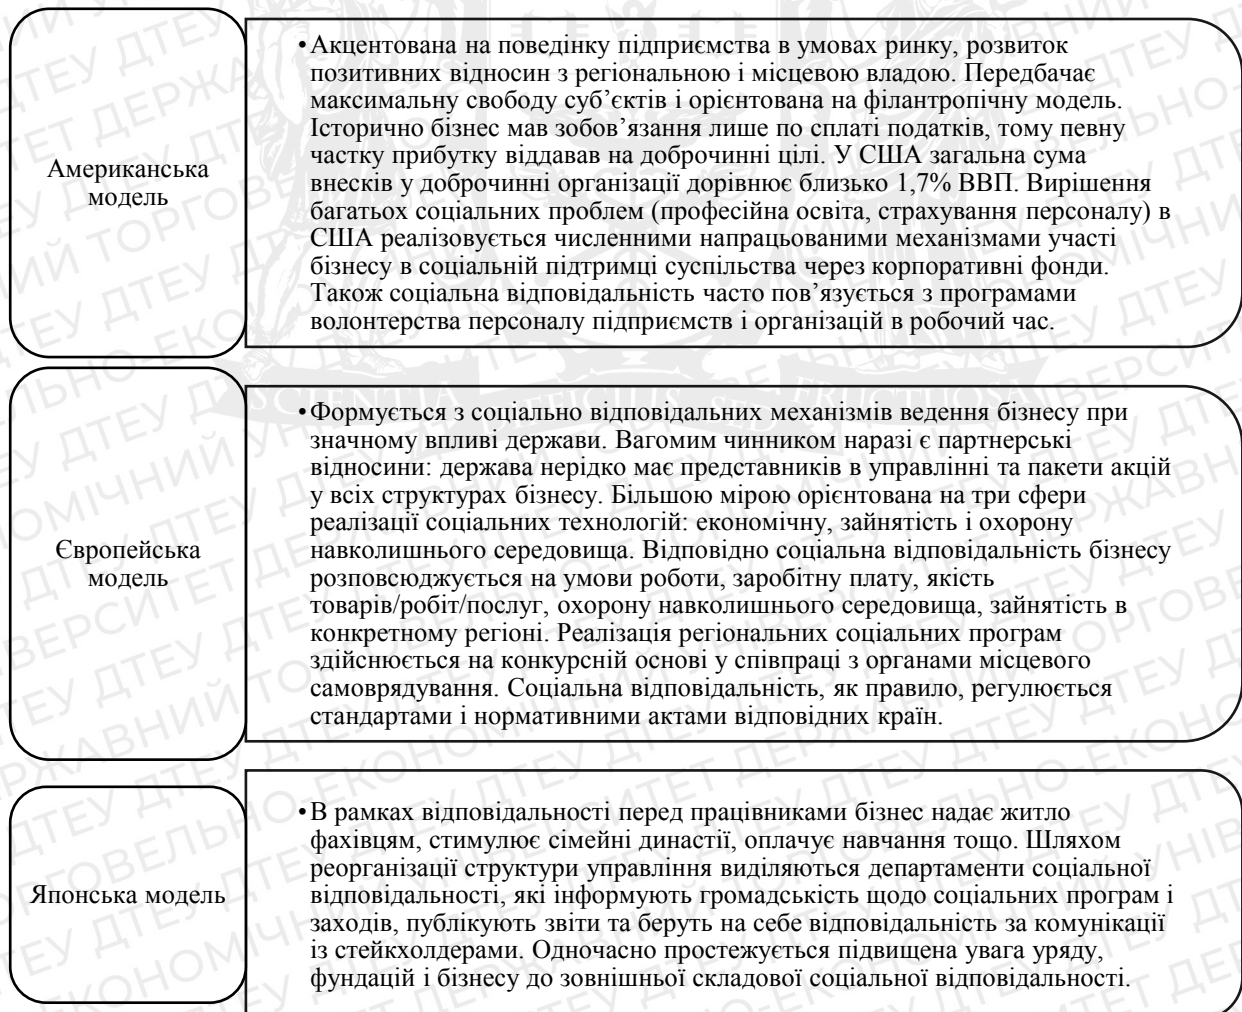 Американська
модель
•Акцентована на поведінку підприємства в умовах ринку, розвиток
позитивних відносин з регіональною і місцевою владою. Передбачає
максимальну свободу суб’єктів і орієнтована на філантропічну модель.
Історично бізнес мав зобов’язання лише по сплаті податків, тому певну
частку прибутку віддавав на доброчинні цілі. У США загальна сума
внесків у доброчинні організації дорівнює близько 1,7% ВВП. Вирішення
багатьох соціальних проблем (професійна освіта, страхування персоналу) в
США реалізовується численними напрацьованими механізмами участі
бізнесу в соціальній підтримці суспільства через корпоративні фонди.
Також соціальна відповідальність часто пов’язується з програмами
волонтерства персоналу підприємств і організацій в робочий час.
Європейська
модель
•Формується з соціально відповідальних механізмів ведення бізнесу при
значному впливі держави. Вагомим чинником наразі є партнерські
відносини: держава нерідко має представників в управлінні та пакети акцій
у всіх структурах бізнесу. Більшою мірою орієнтована на три сфери
реалізації соціальних технологій: економічну, зайнятість і охорону
навколишнього середовища. Відповідно соціальна відповідальність бізнесу
розповсюджується на умови роботи, заробітну плату, якість
товарів/робіт/послуг, охорону навколишнього середовища, зайнятість в
конкретному регіоні. Реалізація регіональних соціальних програм
здійснюється на конкурсній основі у співпраці з органами місцевого
самоврядування. Соціальна відповідальність, як правило, регулюється
стандартами і нормативними актами відповідних країн.
Японська модель
•В рамках відповідальності перед працівниками бізнес надає житло
фахівцям, стимулює сімейні династії, оплачує навчання тощо. Шляхом
реорганізації структури управління виділяються департаменти соціальної
відповідальності, які інформують громадськість щодо соціальних програм і
заходів, публікують звіти та беруть на себе відповідальність за комунікації
із стейкхолдерами. Одночасно простежується підвищена увага уряду,
фундацій і бізнесу до зовнішньої складової соціальної відповідальності.